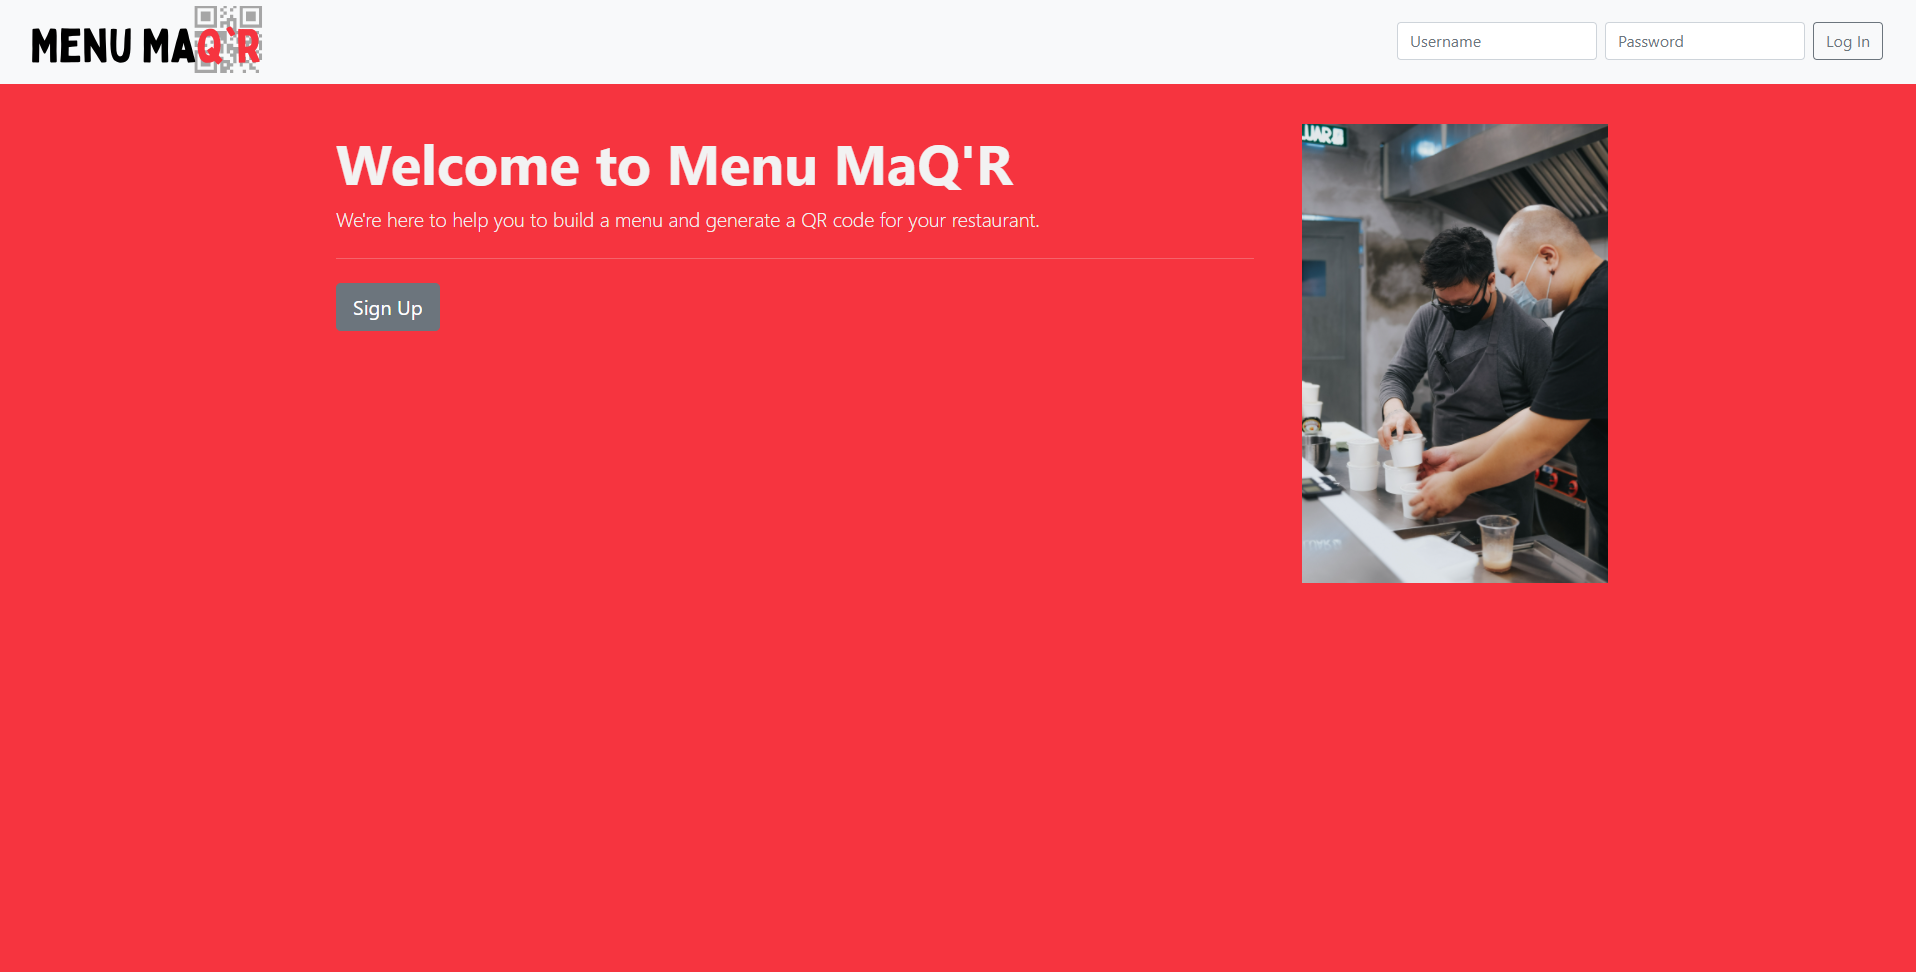 MENU MAQ'R
Username
Password
Log In
Welcome to Menu MaQ'R
We're here to help you to build a menu and generate a QR code for your restaurant.
Sign Up